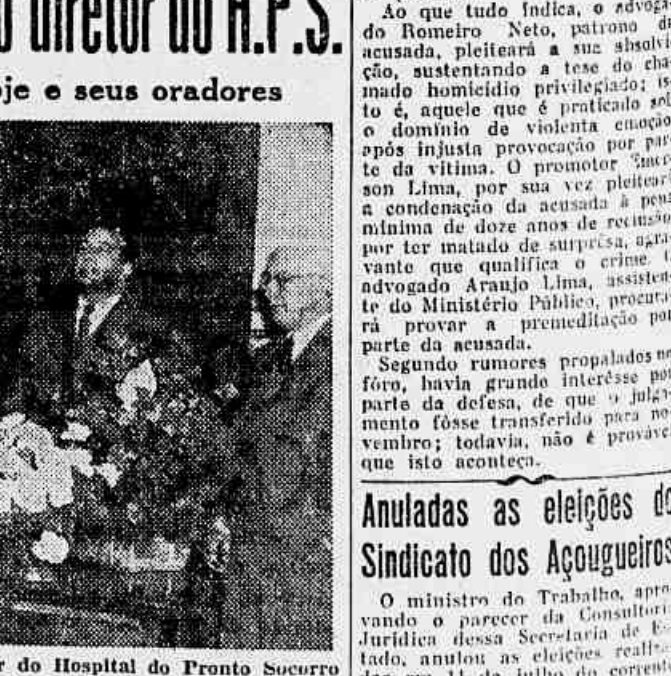 diretor do H.P.S.
e seus oradores
r do Hospital do Pronto Socorro
Ao que tudo indica, o advoga-
do Romeiro Neto, patrono da
acusada, pleiteará a sua absolvi-
ção, sustentando a tese do cha-
mado homicídio privilegiado; is-
to é, aquele que é praticado sob
o domínio de violenta emoção
após injusta provocação por par-
te da vítima. O promotor Emer-
son Lima, por sua vez pleiteará
a condenação da acusada à pena
mínima de doze anos de reclusão
por ter matado de surprêsa, agra-
vante que qualifica o crime. O
advogado Araujo Lima, assisten-
te do Ministério Público, procura-
rá provar a premeditação por
parte da acusada.
Segundo rumores propalados no
fôro, havia grande interêsse por
parte da defesa, de que o julga-
mento fôsse transferido para no-
vembro; todavia, não é provável
que isto aconteça.
Anuladas as eleições do
Sindicato dos Açougueiros
O ministro do Trabalho, apro-
vando o parecer da Consultoria
Jurídica dessa Secretaria de Es-
tado, anulou as eleições reali-
11 de julho do corrente